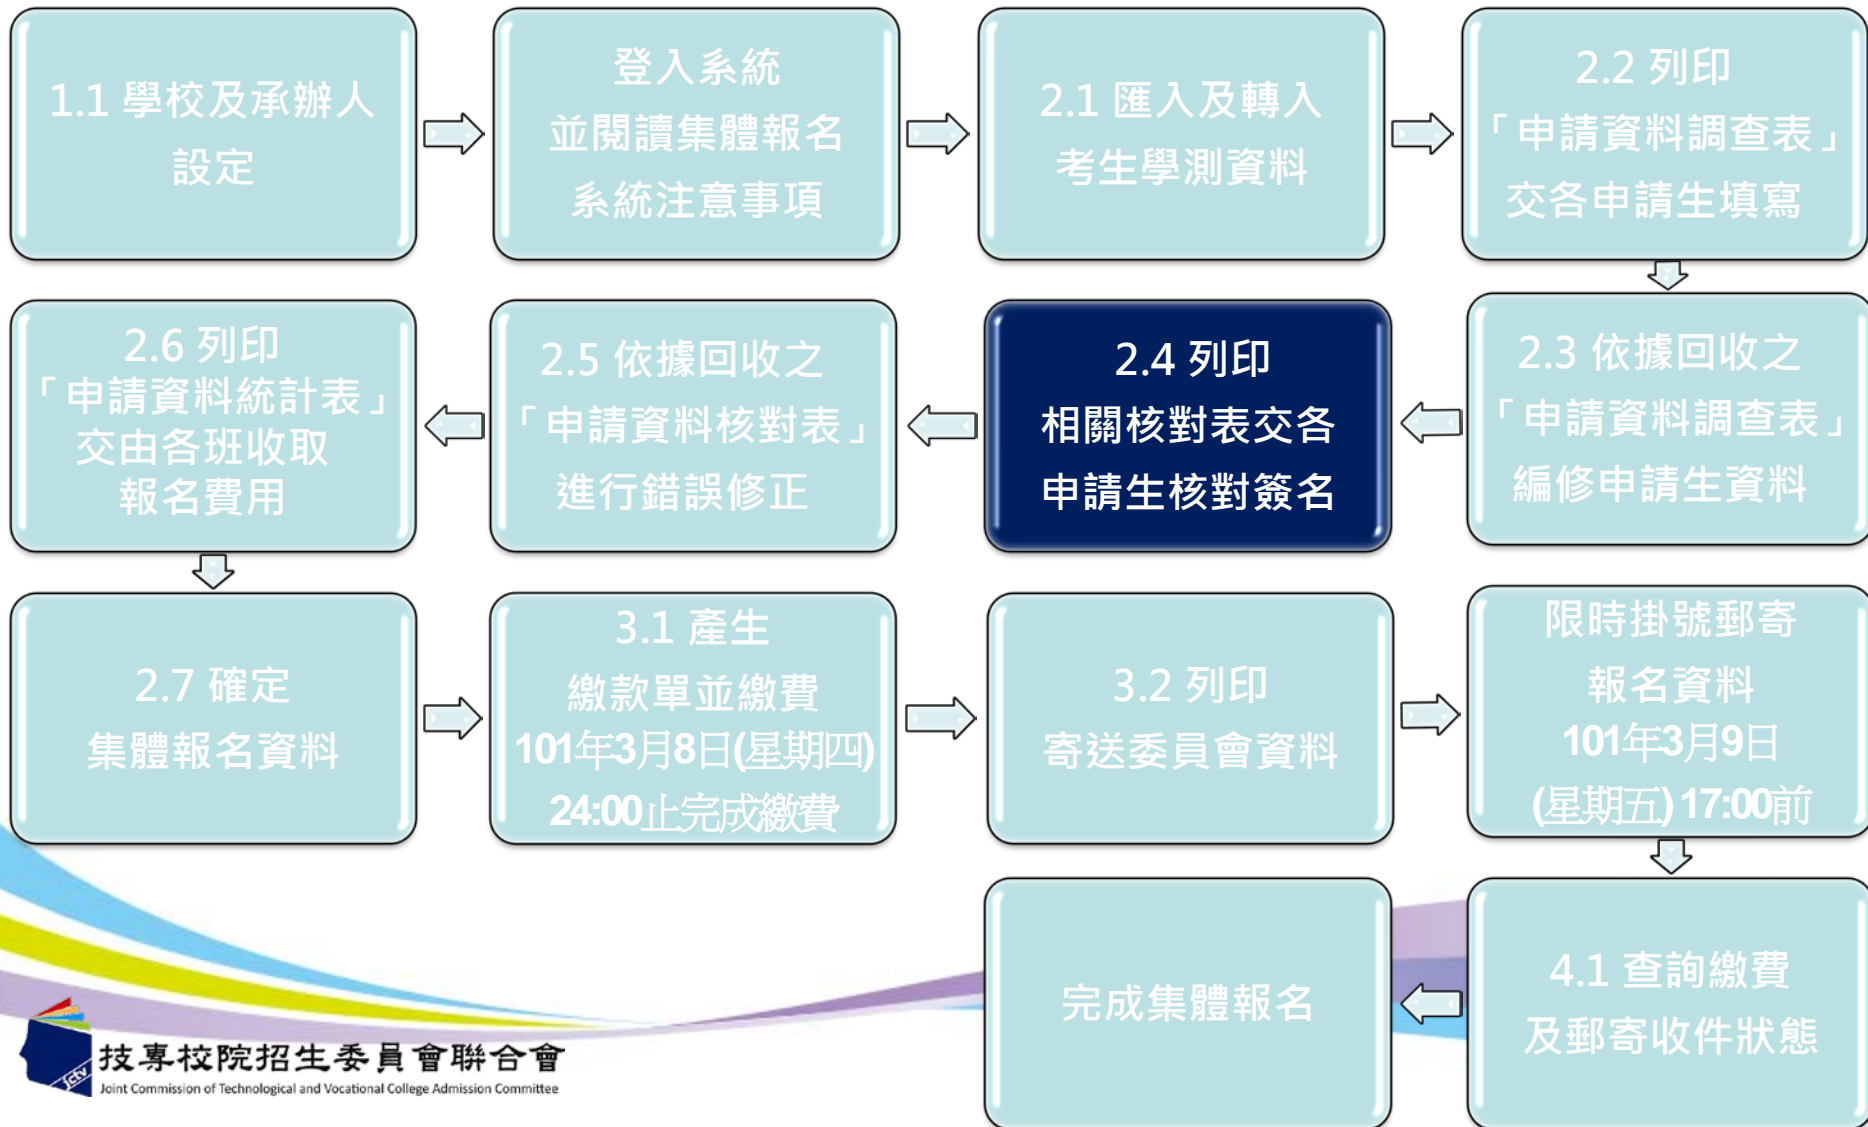 1.1 學校及承辦人
設定
登入系統
並閱讀集體報名
系統注意事項
2.1 匯入及轉入
考生學測資料
2.2 列印
「申請資料調查表」
交各申請生填寫
2.3 依據回收之
「申請資料調查表」
編修申請生資料
2.4 列印
相關核對表交各
申請生核對簽名
2.5 依據回收之
「申請資料核對表」
進行錯誤修正
2.6 列印
「申請資料統計表」
交由各班收取
報名費用
2.7 確定
集體報名資料
3.1 產生
繳款單並繳費
101年3月8日(星期四)
24:00止完成繳費
3.2 列印
寄送委員會資料
限時掛號郵寄
報名資料
101年3月9日
(星期五) 17:00前
4.1 查詢繳費
及郵寄收件狀態
完成集體報名
jctv
技專校院招生委員會聯合會
Joint Commission of Technological and Vocational College Admission Committee